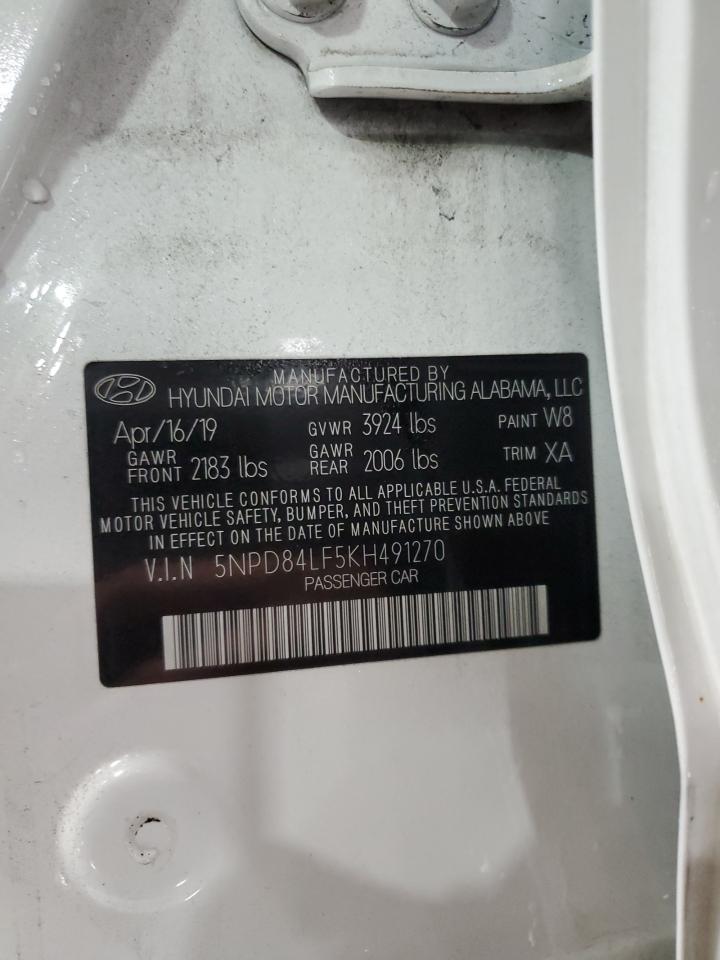 MANUFACTURED BY
HYUNDAI MOTOR MANUFACTURING ALABAMA, LLC
Apr/16/19 GVWR 3924 lbs PAINT W8
GAWR FRONT 2183 lbs GAWR REAR 2006 lbs TRIM XA
THIS VEHICLE CONFORMS TO ALL APPLICABLE U.S.A. FEDERAL
MOTOR VEHICLE SAFETY, BUMPER, AND THEFT PREVENTION STANDARDS
IN EFFECT ON THE DATE OF MANUFACTURE SHOWN ABOVE
V.I.N 5NPD84LF5KH491270
PASSENGER CAR